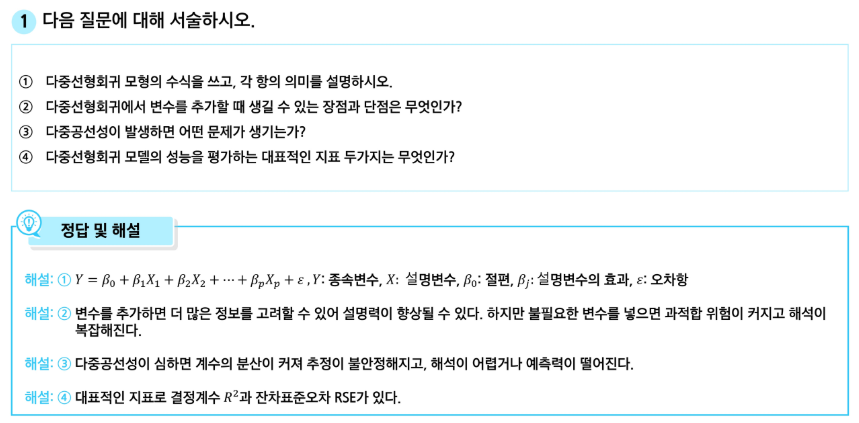 1 다음 질문에 대해 서술하시오.
① 다중선형회귀 모형의 수식을 쓰고, 각 항의 의미를 설명하시오.
② 다중선형회귀에서 변수를 추가할 때 생길 수 있는 장점과 단점은 무엇인가?
③ 다중공선성이 발생하면 어떤 문제가 생기는가?
④ 다중선형회귀 모델의 성능을 평가하는 대표적인 지표 두가지는 무엇인가?
정답 및 해설
해설: ① Y = β₀ + β₁X₁ + β₂X₂ + ⋯ + βₚXₚ + ε , Y: 종속변수, X: 설명변수, β₀: 절편, βⱼ: 설명변수의 효과, ε: 오차항
해설: ② 변수를 추가하면 더 많은 정보를 고려할 수 있어 설명력이 향상될 수 있다. 하지만 불필요한 변수를 넣으면 과적합 위험이 커지고 해석이
복잡해진다.
해설: ③ 다중공선성이 심하면 계수의 분산이 커져 추정이 불안정해지고, 해석이 어렵거나 예측력이 떨어진다.
해설: ④ 대표적인 지표로 결정계수 R²과 잔차표준오차 RSE가 있다.